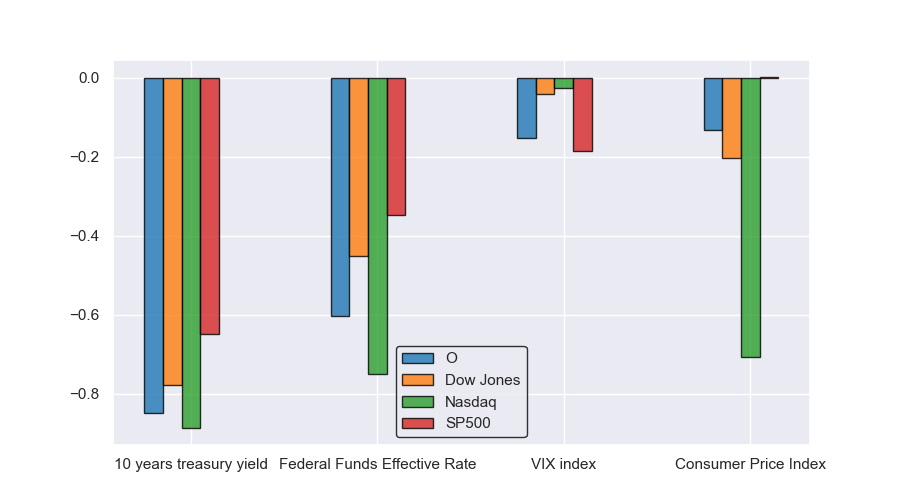 0.0
−0.2
−0.4
−0.6
−0.8
O
Dow Jones
Nasdaq
SP500
10 years treasury yield Federal Funds Effective Rate VIX index Consumer Price Index